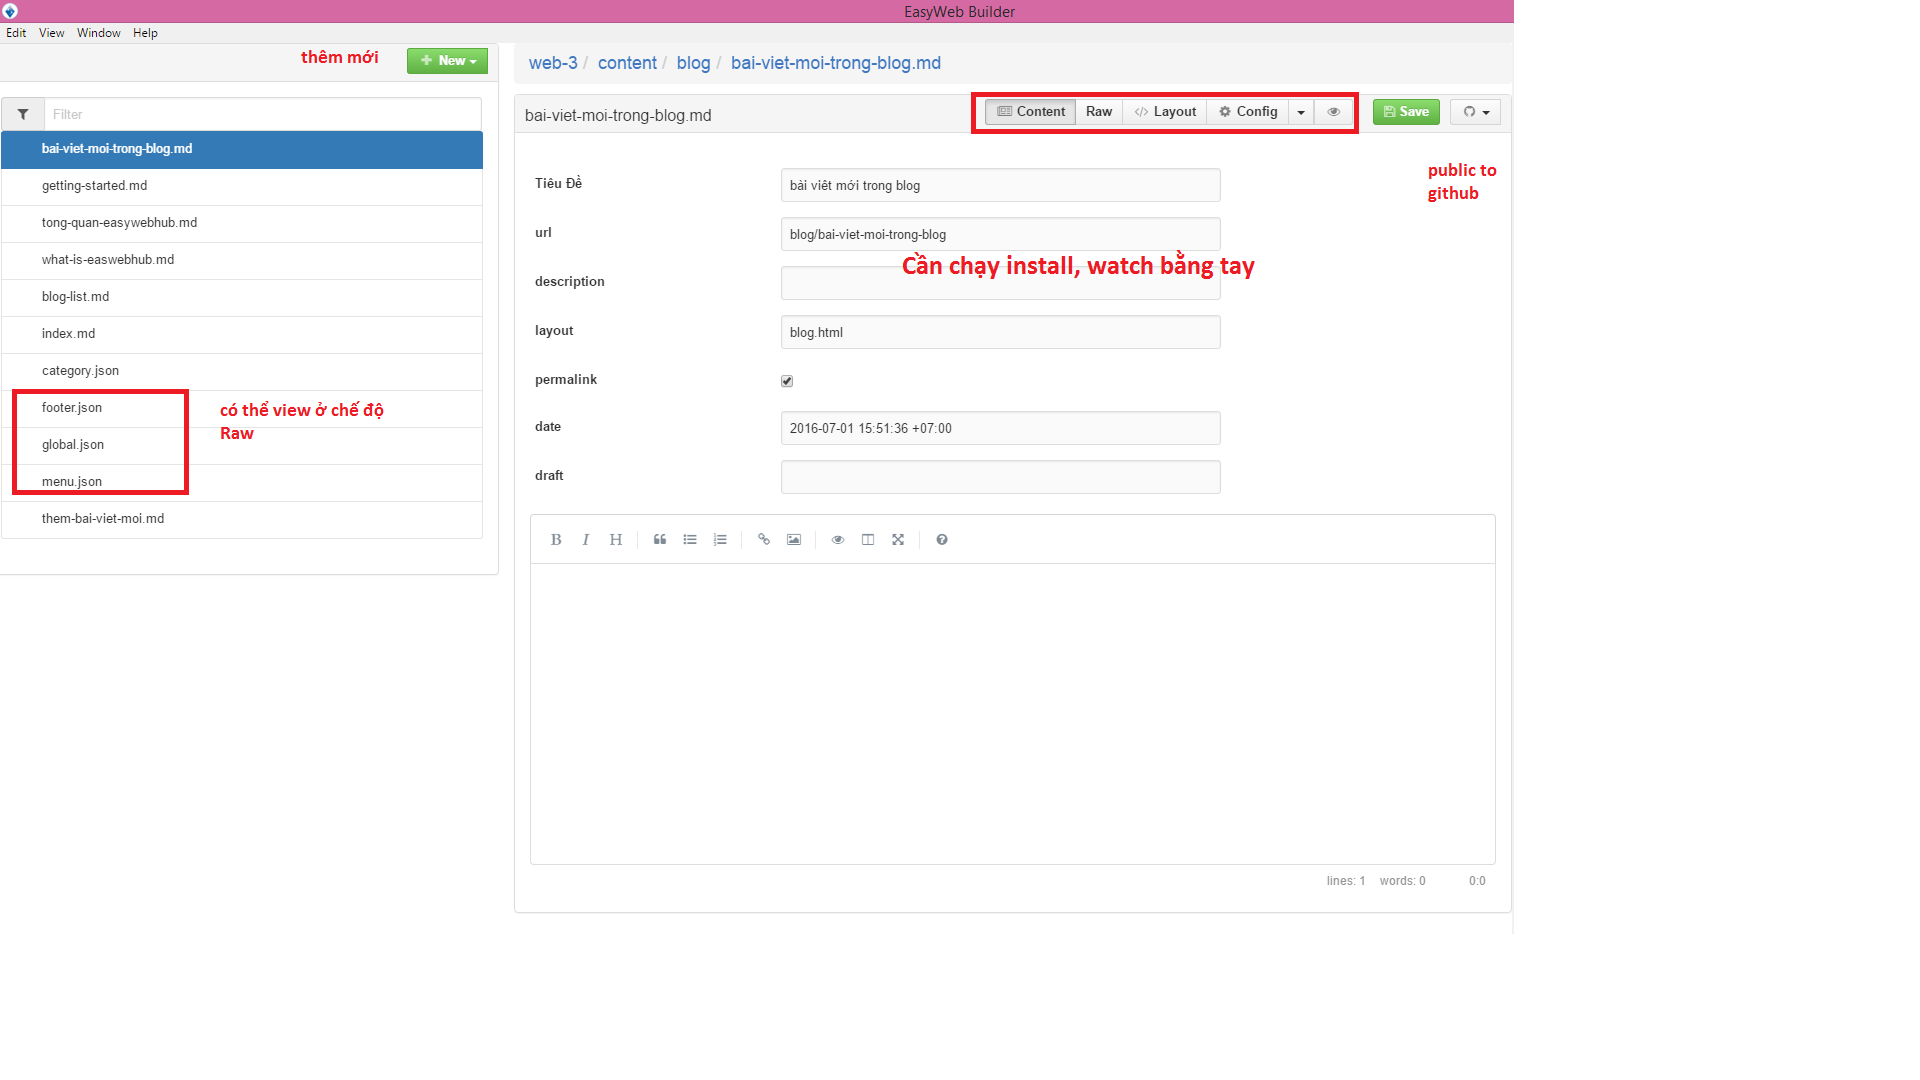 EasyWeb Builder
Edit View Window Help
thêm mới
New
web-3 / content / blog / bai-viet-moi-trong-blog.md
Filter
bai-viet-moi-trong-blog.md
getting-started.md
tong-quan-easywebhub.md
what-is-easwebhub.md
blog-list.md
index.md
category.json
footer.json
global.json
menu.json
them-bai-viet-moi.md
có thể view ở chế độ
Raw
bai-viet-moi-trong-blog.md
Content Raw Layout Config
Save
public to
github
Tiêu Đề
bài viêt mới trong blog
url
blog/bai-viet-moi-trong-blog
Cần chạy install, watch bằng tay
description
layout
blog.html
permalink
date
2016-07-01 15:51:36 +07:00
draft
B I H
lines: 1 words: 0 0:0